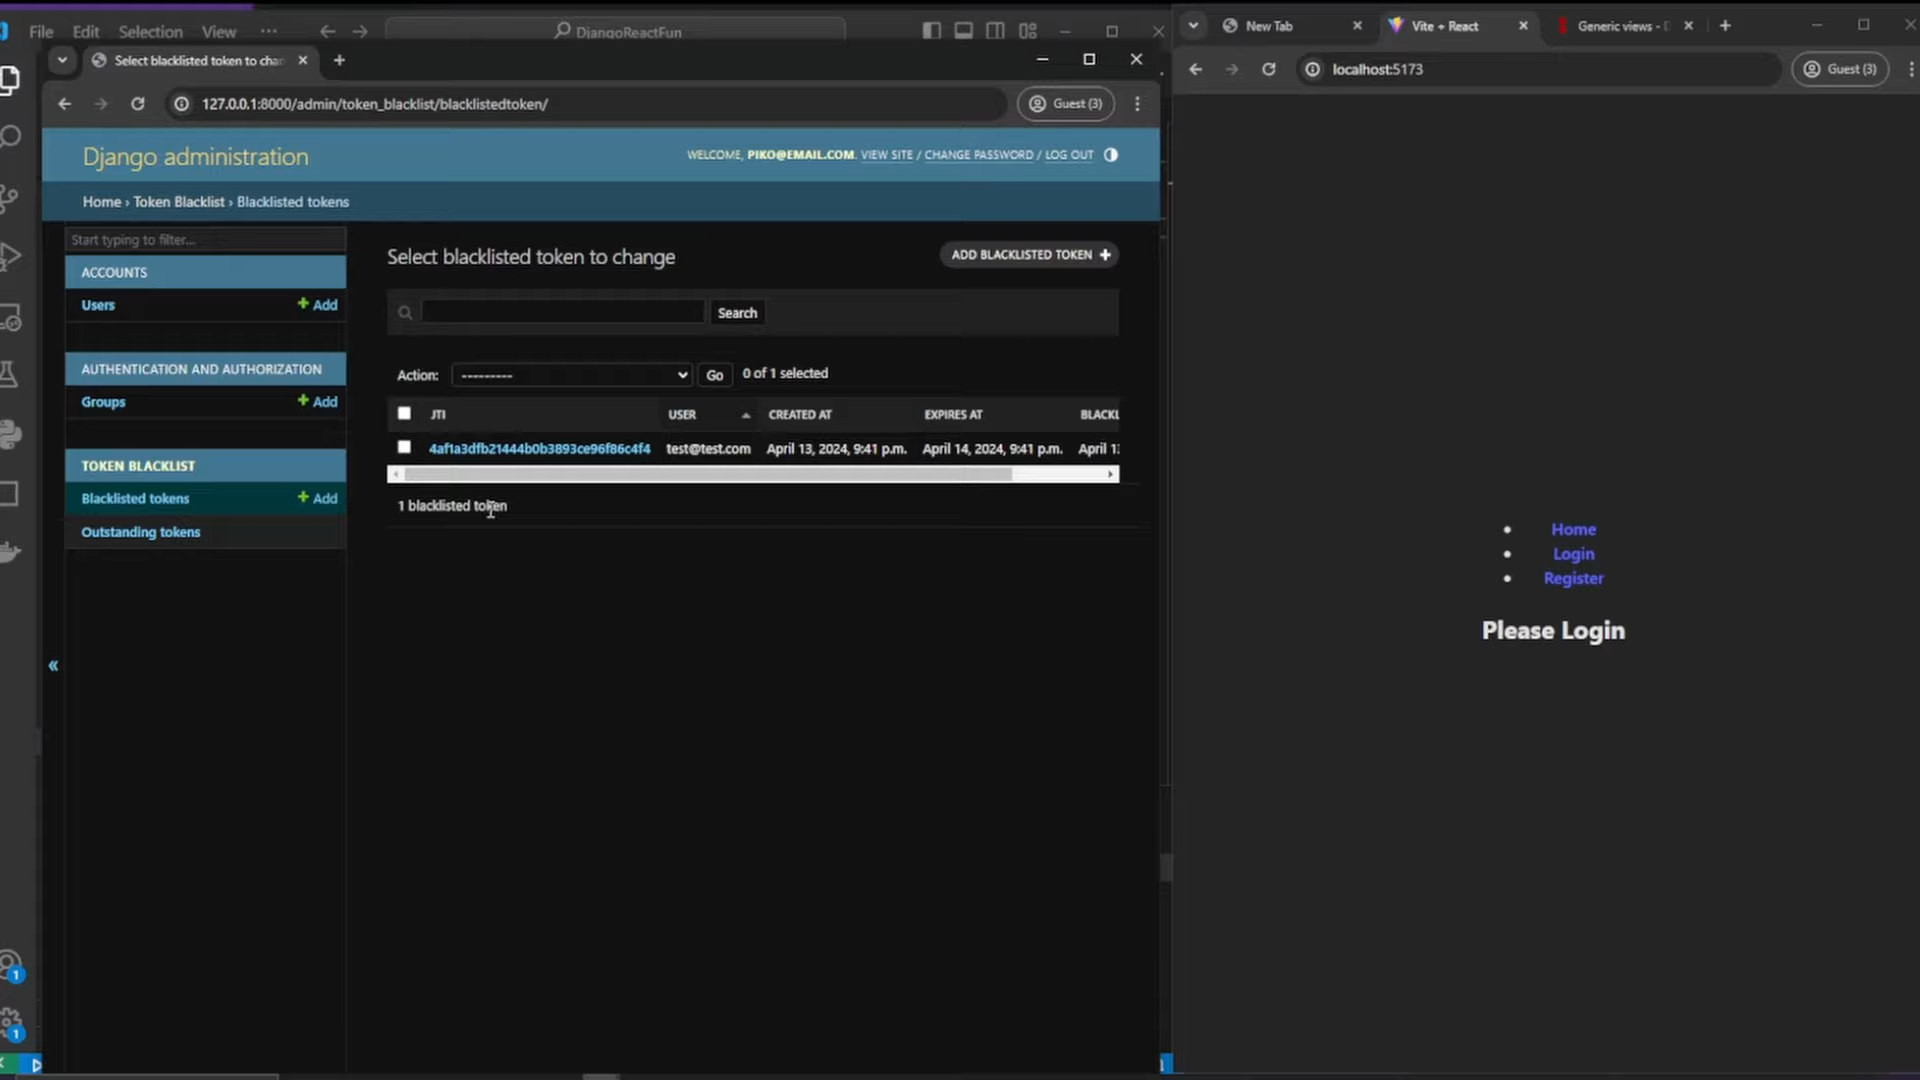 File Edit Selection View ... DjangoReactFun
Select blacklisted token to chan
127.0.0.1:8000/admin/token_blacklist/blacklistedtoken/ Guest (3)
Django administration
WELCOME, PIKO@EMAIL.COM. VIEW SITE / CHANGE PASSWORD / LOG OUT
Home › Token Blacklist › Blacklisted tokens
Start typing to filter...
ACCOUNTS
Users + Add
AUTHENTICATION AND AUTHORIZATION
Groups + Add
TOKEN BLACKLIST
Blacklisted tokens + Add
Outstanding tokens
«
Select blacklisted token to change
ADD BLACKLISTED TOKEN +
Search
Action: --------- Go 0 of 1 selected
JTI USER CREATED AT EXPIRES AT BLACKL
4af1a3dfb21444b0b3893ce96f86c4f4 test@test.com April 13, 2024, 9:41 p.m. April 14, 2024, 9:41 p.m. April 1
1 blacklisted token
1
1
New Tab Vite + React Generic views -
localhost:5173 Guest (3)
Home
Login
Register
Please Login